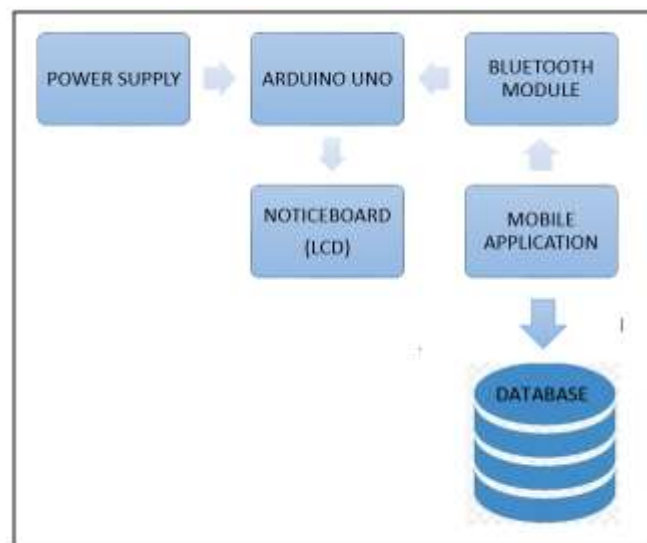 POWER SUPPLY
ARDUINO UNO
BLUETOOTH
MODULE
NOTICEBOARD
(LCD)
MOBILE
APPLICATION
DATABASE